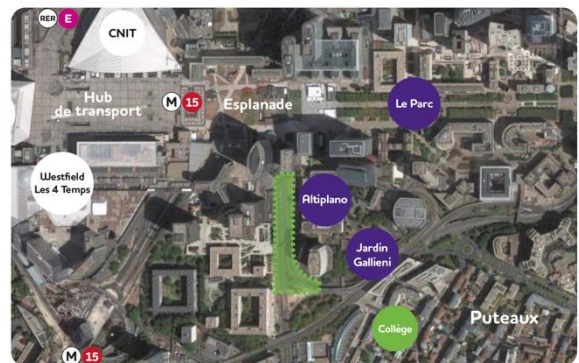 RER E
CNIT
Hub
de transport
M 15
Esplanade
Le Parc
Westfield
Les 4 Temps
Altiplano
Jardin
Gallieni
Collège
Puteaux
M 15